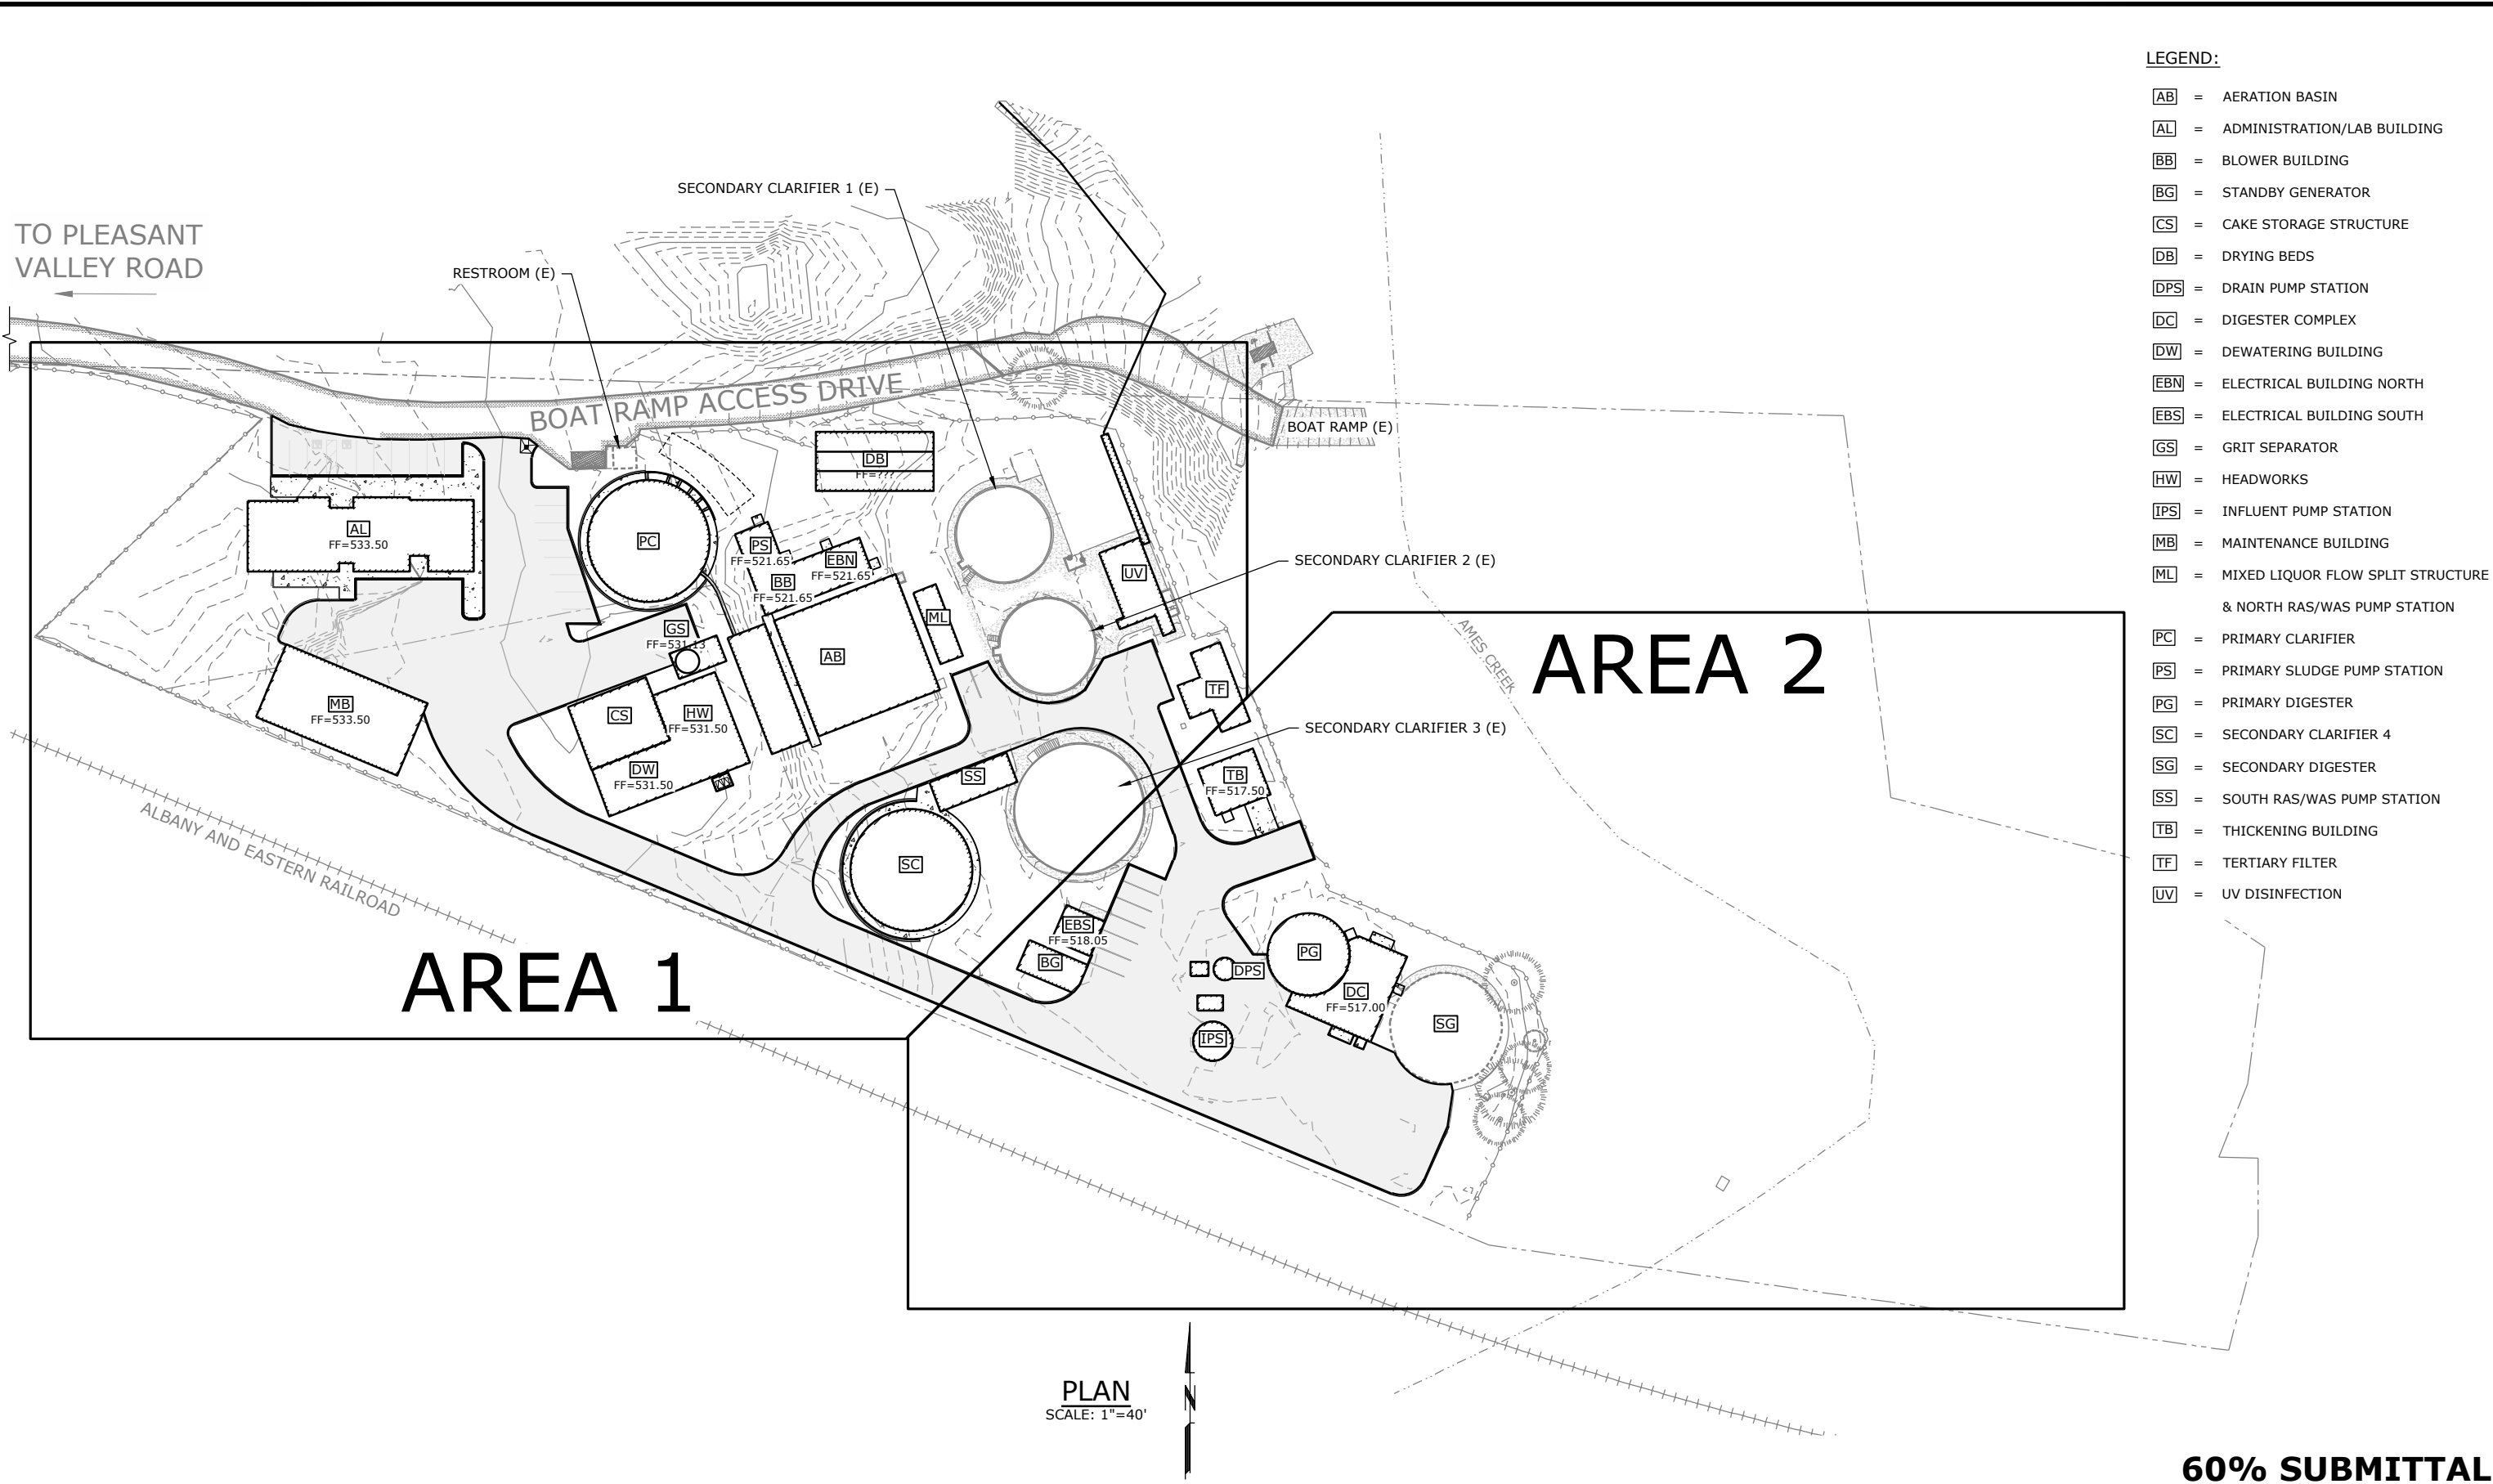 LEGEND:
AB = AERATION BASIN
AL = ADMINISTRATION/LAB BUILDING
BB = BLOWER BUILDING
BG = STANDBY GENERATOR
CS = CAKE STORAGE STRUCTURE
DB = DRYING BEDS
DPS = DRAIN PUMP STATION
DC = DIGESTER COMPLEX
DW = DEWATERING BUILDING
EBN = ELECTRICAL BUILDING NORTH
EBS = ELECTRICAL BUILDING SOUTH
GS = GRIT SEPARATOR
HW = HEADWORKS
IPS = INFLUENT PUMP STATION
MB = MAINTENANCE BUILDING
ML = MIXED LIQUOR FLOW SPLIT STRUCTURE
& NORTH RAS/WAS PUMP STATION
PC = PRIMARY CLARIFIER
PS = PRIMARY SLUDGE PUMP STATION
PG = PRIMARY DIGESTER
SC = SECONDARY CLARIFIER 4
SG = SECONDARY DIGESTER
SS = SOUTH RAS/WAS PUMP STATION
TB = THICKENING BUILDING
TF = TERTIARY FILTER
UV = UV DISINFECTION
SECONDARY CLARIFIER 1 (E)
TO PLEASANT
VALLEY ROAD
RESTROOM (E)
BOAT RAMP ACCESS DRIVE
BOAT RAMP (E)
DB
FF=???
AL
FF=533.50
PC
PS
FF=521.65
EBN
FF=521.65
BB
FF=521.65
UV
SECONDARY CLARIFIER 2 (E)
ML
GS
FF=531.13
AB
AMES CREEK
AREA 2
TF
MB
FF=533.50
CS
HW
FF=531.50
SECONDARY CLARIFIER 3 (E)
DW
FF=531.50
SS
TB
FF=517.50
ALBANY AND EASTERN RAILROAD
SC
EBS
FF=518.05
BG
PG
DPS
DC
FF=517.00
AREA 1
SG
IPS
PLAN
SCALE: 1"=40'
N
60% SUBMITTAL